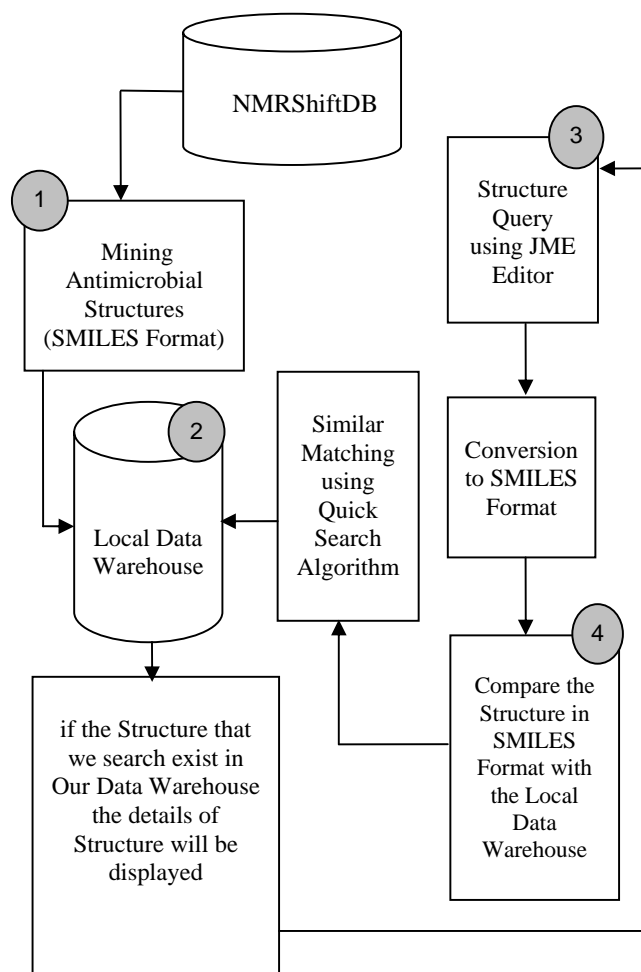 NMRShiftDB
1
Mining
Antimicrobial
Structures
(SMILES Format)
2
Local Data
Warehouse
if the Structure that
we search exist in
Our Data Warehouse
the details of
Structure will be
displayed
3
Structure
Query
using JME
Editor
Conversion
to SMILES
Format
4
Compare the
Structure in
SMILES
Format with
the Local
Data
Warehouse
Similar
Matching
using
Quick
Search
Algorithm